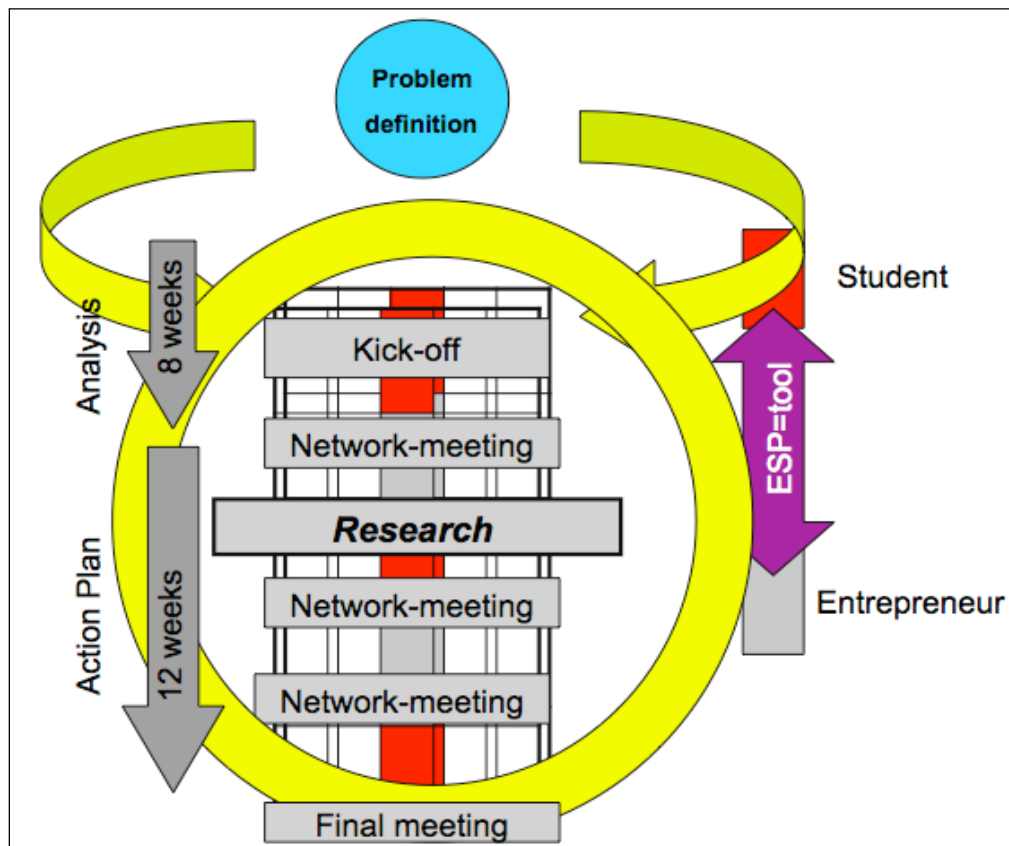 Problem
definition
Analysis
8 weeks
Student
Kick-off
Network-meeting
ESP=tool
Research
Action Plan
12 weeks
Network-meeting
Entrepreneur
Network-meeting
Final meeting